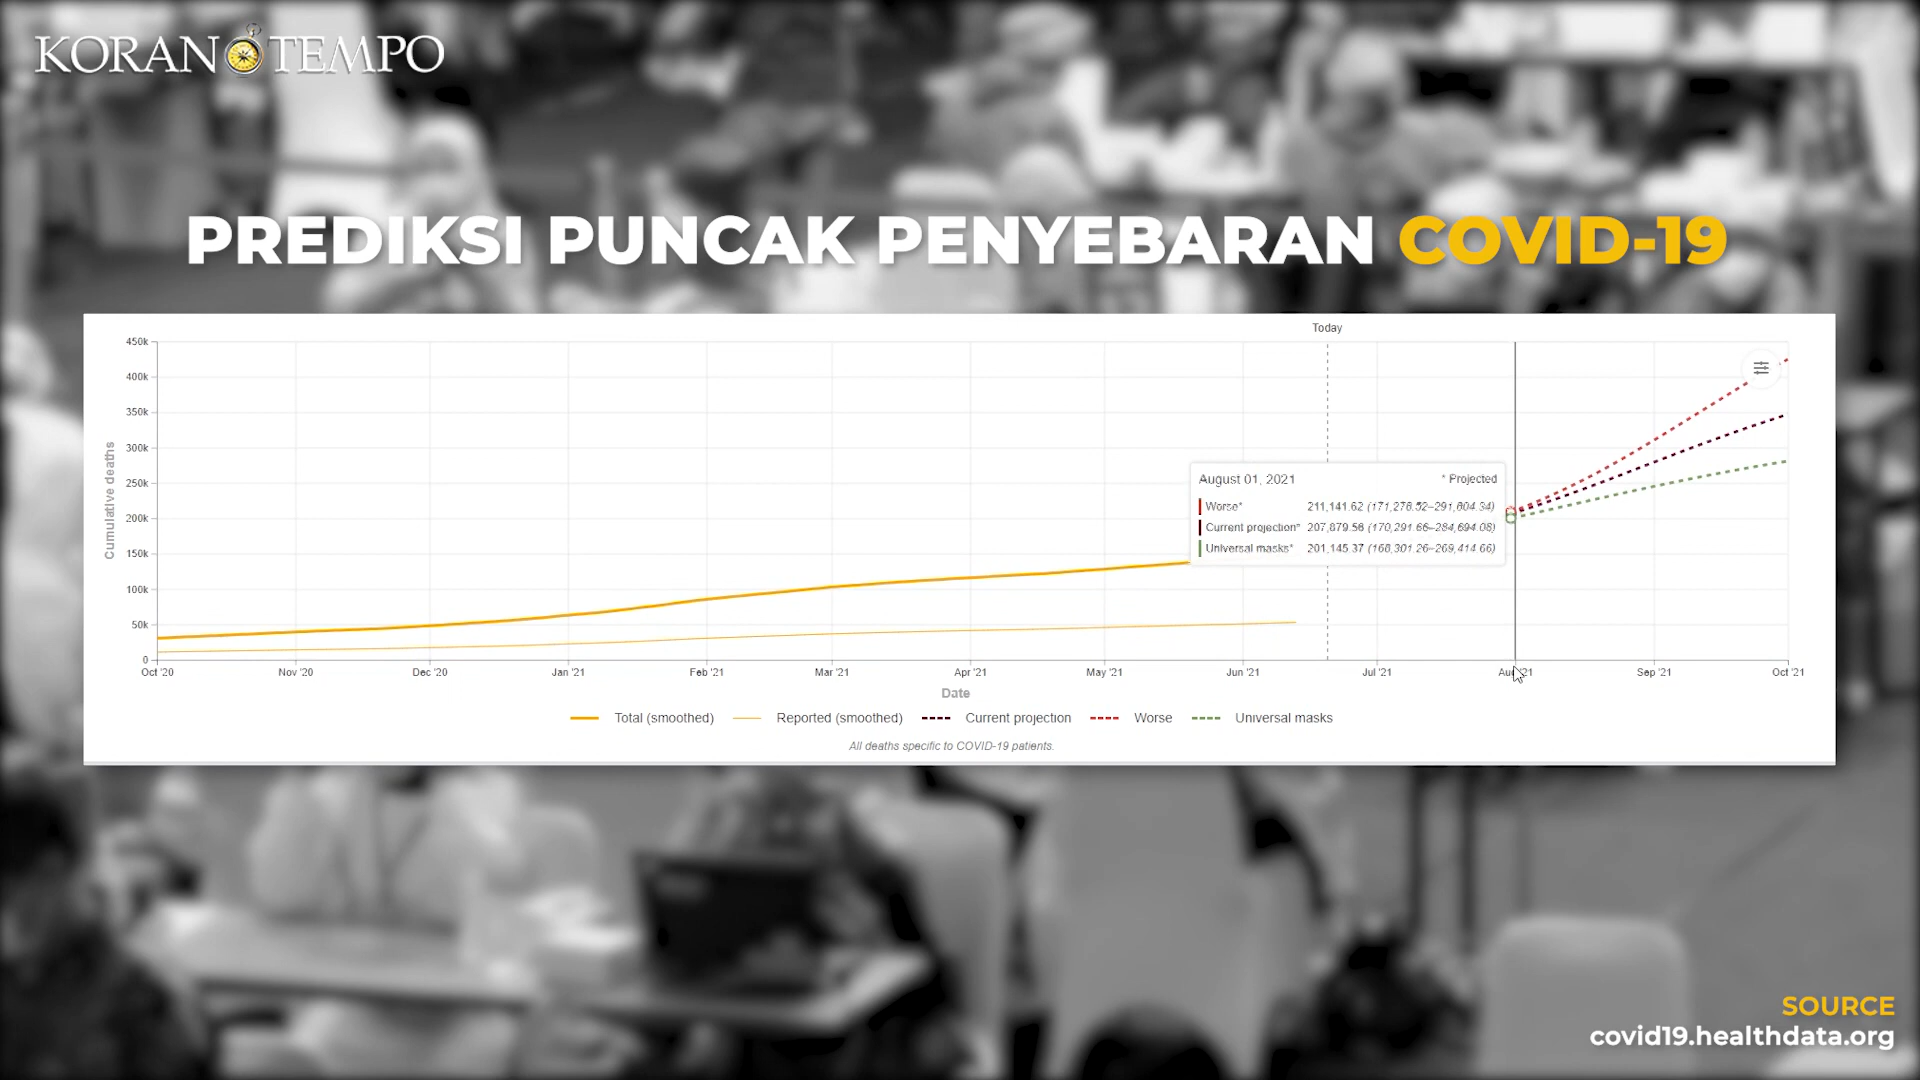 KORAN TEMPO
PREDIKSI PUNCAK PENYEBARAN COVID-19
Today
450k
400k
350k
300k
250k
200k
150k
100k
50k
0
Cumulative deaths
August 01, 2021 * Projected
Worse* 211,141.62 (171,276.52–291,604.34)
Current projection* 207,879.56 (170,291.66–284,694.08)
Universal masks* 201,145.37 (168,301.26–269,414.66)
Oct '20 Nov '20 Dec '20 Jan '21 Feb '21 Mar '21 Apr '21 May '21 Jun '21 Jul '21 Aug '21 Sep '21 Oct '21
Date
Total (smoothed) Reported (smoothed) Current projection Worse Universal masks
All deaths specific to COVID-19 patients.
SOURCE
covid19.healthdata.org